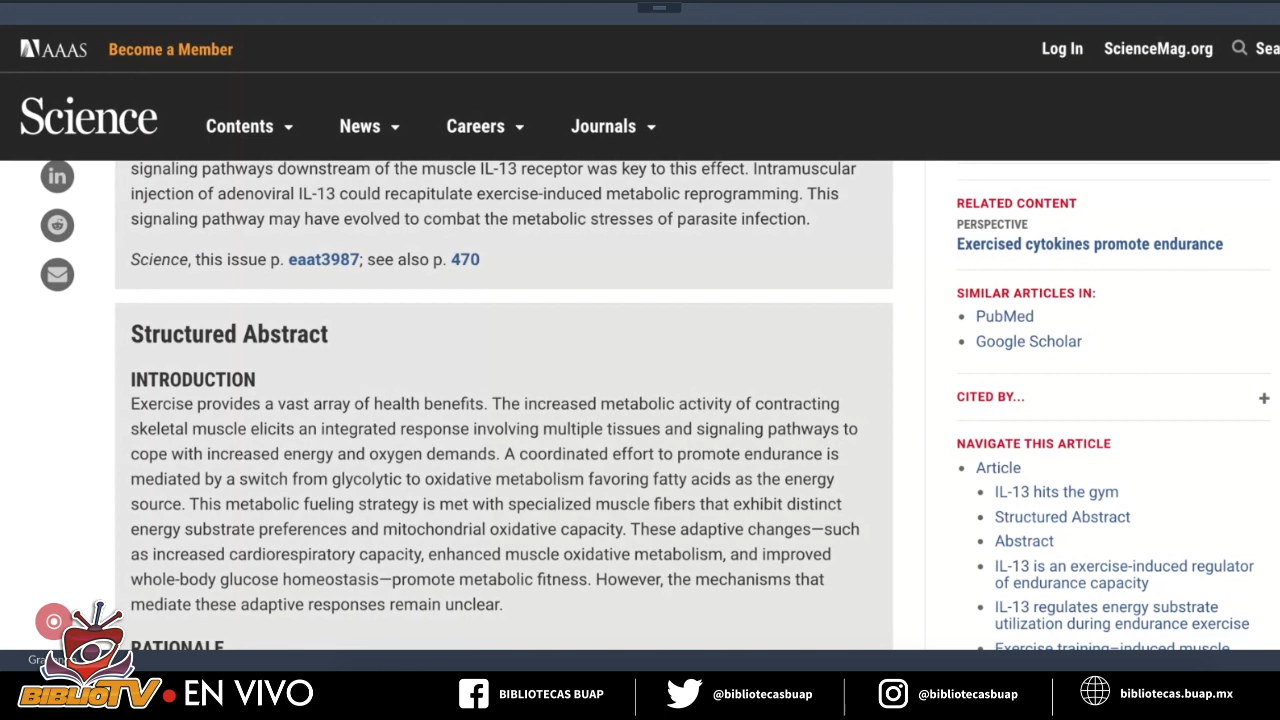 AAAS
Become a Member
Log In
ScienceMag.org
Sea
Science
Contents
News
Careers
Journals
signaling pathways downstream of the muscle IL-13 receptor was key to this effect. Intramuscular
injection of adenoviral IL-13 could recapitulate exercise-induced metabolic reprogramming. This
signaling pathway may have evolved to combat the metabolic stresses of parasite infection.
Science, this issue p. eaat3987; see also p. 470
Structured Abstract
INTRODUCTION
Exercise provides a vast array of health benefits. The increased metabolic activity of contracting
skeletal muscle elicits an integrated response involving multiple tissues and signaling pathways to
cope with increased energy and oxygen demands. A coordinated effort to promote endurance is
mediated by a switch from glycolytic to oxidative metabolism favoring fatty acids as the energy
source. This metabolic fueling strategy is met with specialized muscle fibers that exhibit distinct
energy substrate preferences and mitochondrial oxidative capacity. These adaptive changes—such
as increased cardiorespiratory capacity, enhanced muscle oxidative metabolism, and improved
whole-body glucose homeostasis—promote metabolic fitness. However, the mechanisms that
mediate these adaptive responses remain unclear.
RATIONALE
RELATED CONTENT
PERSPECTIVE
Exercised cytokines promote endurance
SIMILAR ARTICLES IN:
PubMed
Google Scholar
CITED BY...
+
NAVIGATE THIS ARTICLE
Article
IL-13 hits the gym
Structured Abstract
Abstract
IL-13 is an exercise-induced regulator
of endurance capacity
IL-13 regulates energy substrate
utilization during endurance exercise
Exercise training–induced muscle
BIBLIOTV
EN VIVO
BIBLIOTECAS BUAP
@bibliotecasbuap
@bibliotecasbuap
bibliotecas.buap.mx